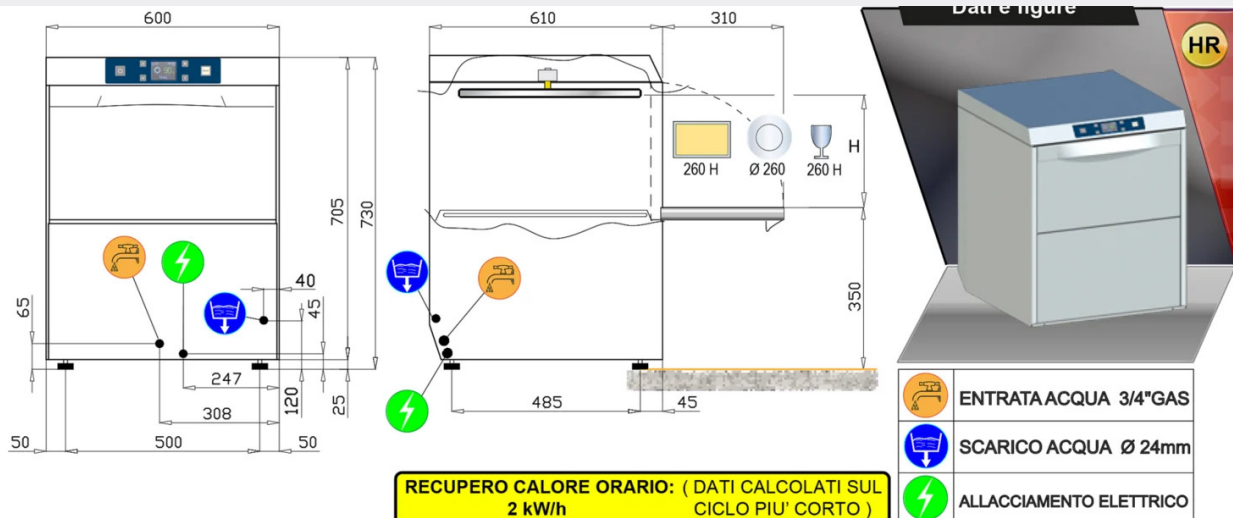 600
610
310
Dati e figure
HR
260 H
Ø 260
260 H
H
705
730
350
65
40
45
247
308
120
25
50
500
50
485
45
ENTRATA ACQUA 3/4"GAS
SCARICO ACQUA Ø 24mm
ALLACCIAMENTO ELETTRICO
RECUPERO CALORE ORARIO: ( DATI CALCOLATI SUL
2 kW/h CICLO PIU' CORTO )